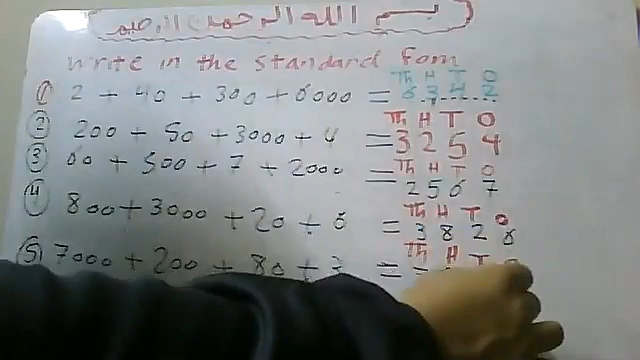 بسم الله الرحمن الرحيم
write in the standard form
Th H T O
① 2 + 40 + 300 + 6000 = 6 3 4 2
Th H T O
② 200 + 50 + 3000 + 4 = 3 2 5 4
Th H T O
③ 60 + 500 + 7 + 2000 = 2 5 6 7
Th H T O
④ 800 + 3000 + 20 + 6 = 3 8 2 6
Th H T
⑤ 7000 + 200 + 80 + 3 =